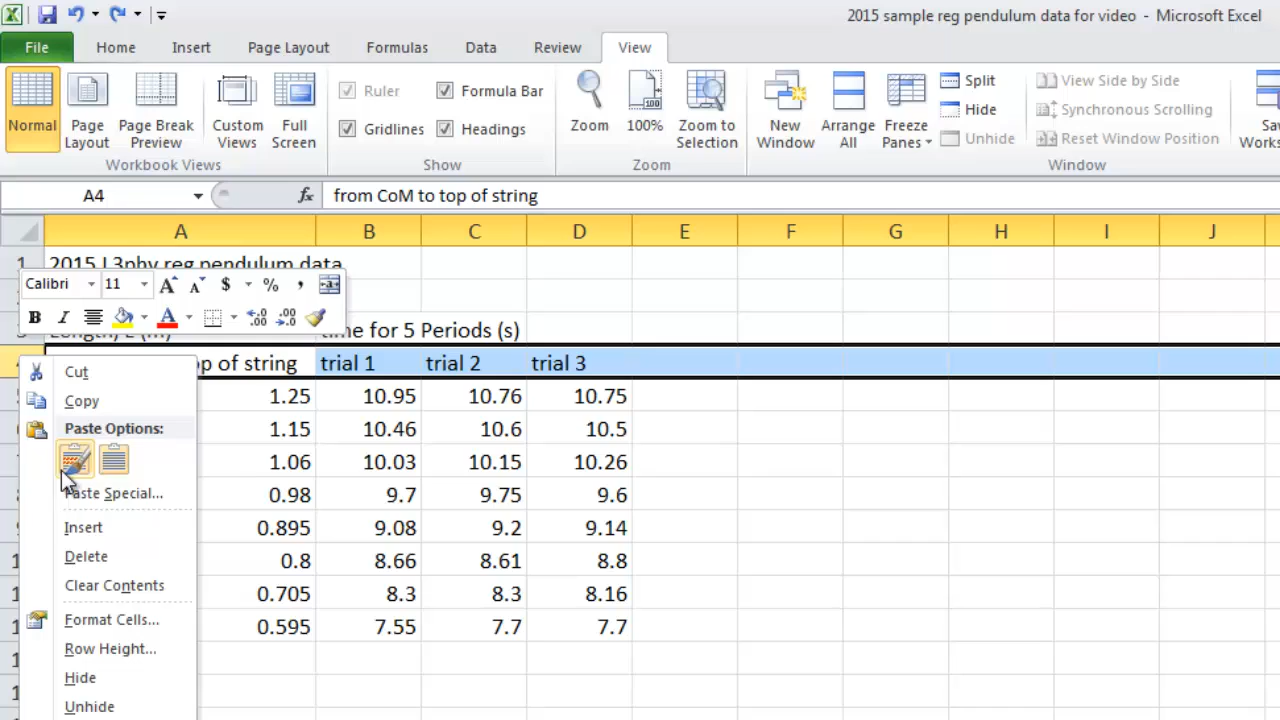 2015 sample reg pendulum data for video - Microsoft Excel
File Home Insert Page Layout Formulas Data Review View
Normal Page Layout Page Break Preview Custom Views Full Screen
Workbook Views
Ruler Formula Bar
Gridlines Headings
Show
Zoom 100% Zoom to Selection
Zoom
New Window Arrange All Freeze Panes
Split View Side by Side
Hide Synchronous Scrolling
Unhide Reset Window Position
Window
A4 fx from CoM to top of string
A B C D E F G H I J
1 2015 L3phy reg pendulum data
Calibri 11 A A $ % ,
B I A .00 .00
Length, L (m) time for 5 Periods (s)
op of string trial 1 trial 2 trial 3
1.25 10.95 10.76 10.75
1.15 10.46 10.6 10.5
1.06 10.03 10.15 10.26
0.98 9.7 9.75 9.6
0.895 9.08 9.2 9.14
0.8 8.66 8.61 8.8
0.705 8.3 8.3 8.16
0.595 7.55 7.7 7.7
Cut
Copy
Paste Options:
Paste Special...
Insert
Delete
Clear Contents
Format Cells...
Row Height...
Hide
Unhide